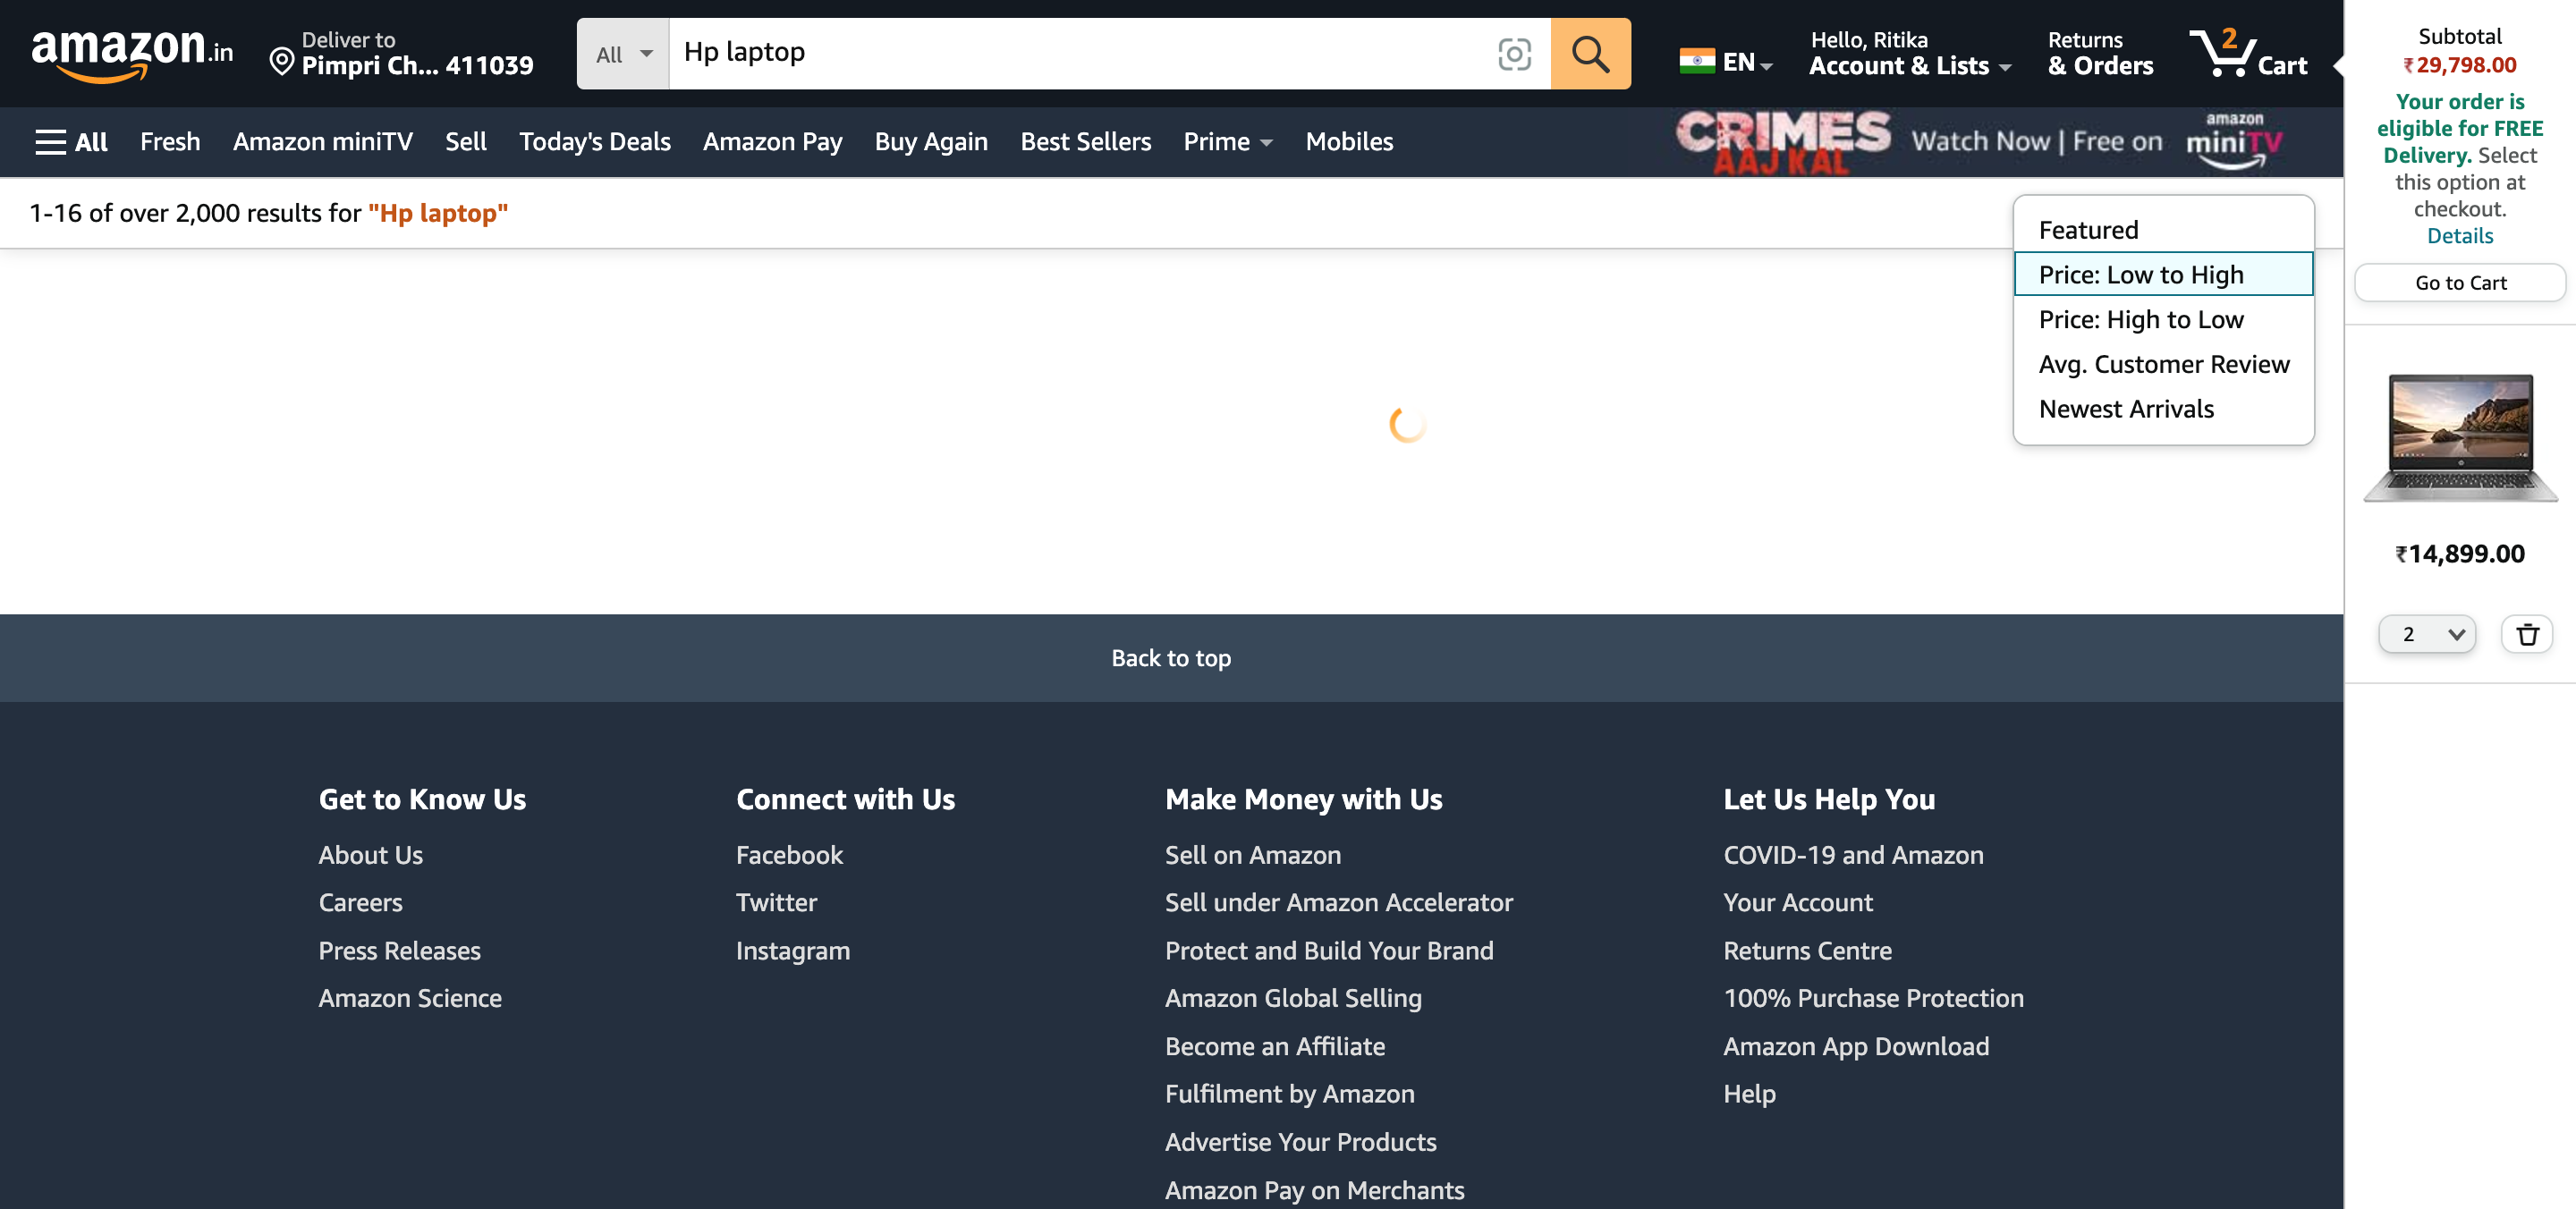 amazon.in
Deliver to
Pimpri Ch... 411039
All
Hp laptop
EN
Hello, Ritika
Account & Lists
Returns
& Orders
2
Cart
All
Fresh
Amazon miniTV
Sell
Today's Deals
Amazon Pay
Buy Again
Best Sellers
Prime
Mobiles
CRIMES
AAJ KAL
Watch Now | Free on
amazon
miniTV
1-16 of over 2,000 results for "Hp laptop"
Featured
Price: Low to High
Price: High to Low
Avg. Customer Review
Newest Arrivals
Subtotal
₹29,798.00
Your order is
eligible for FREE
Delivery. Select
this option at
checkout.
Details
Go to Cart
₹14,899.00
2
Back to top
Get to Know Us
About Us
Careers
Press Releases
Amazon Science
Connect with Us
Facebook
Twitter
Instagram
Make Money with Us
Sell on Amazon
Sell under Amazon Accelerator
Protect and Build Your Brand
Amazon Global Selling
Become an Affiliate
Fulfilment by Amazon
Advertise Your Products
Amazon Pay on Merchants
Let Us Help You
COVID-19 and Amazon
Your Account
Returns Centre
100% Purchase Protection
Amazon App Download
Help